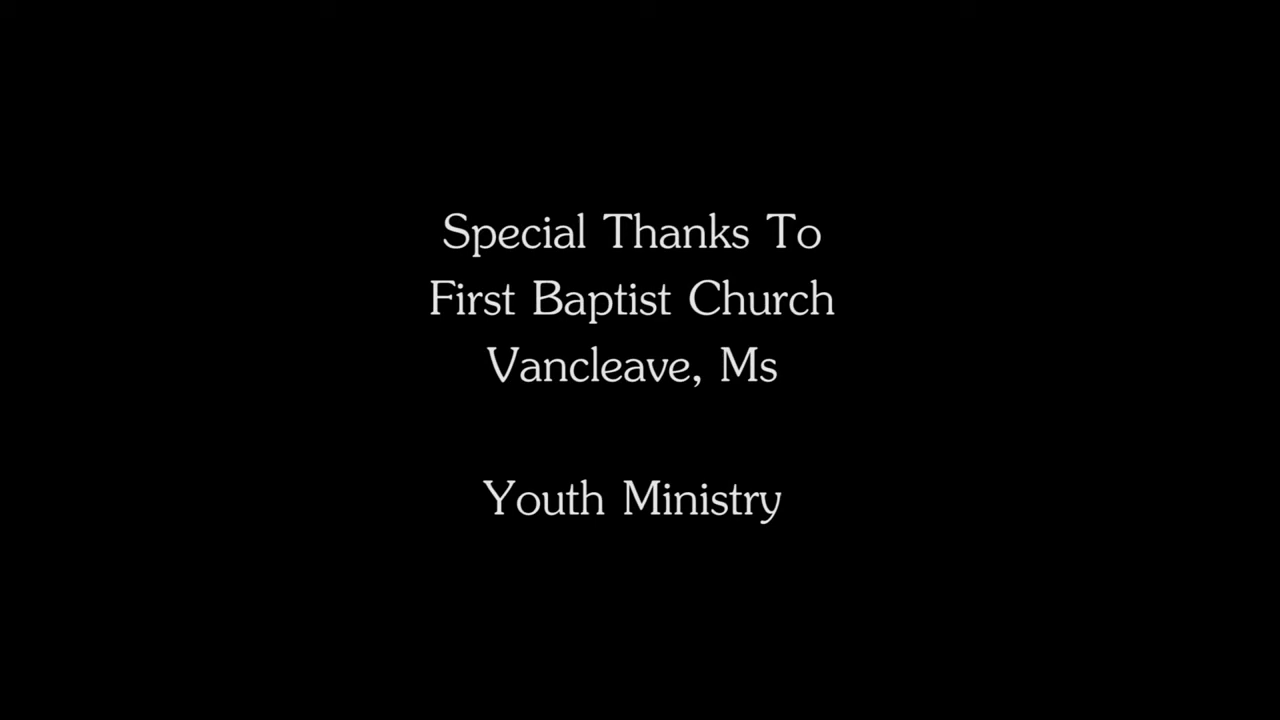 Special Thanks To
First Baptist Church
Vancleave, Ms
Youth Ministry